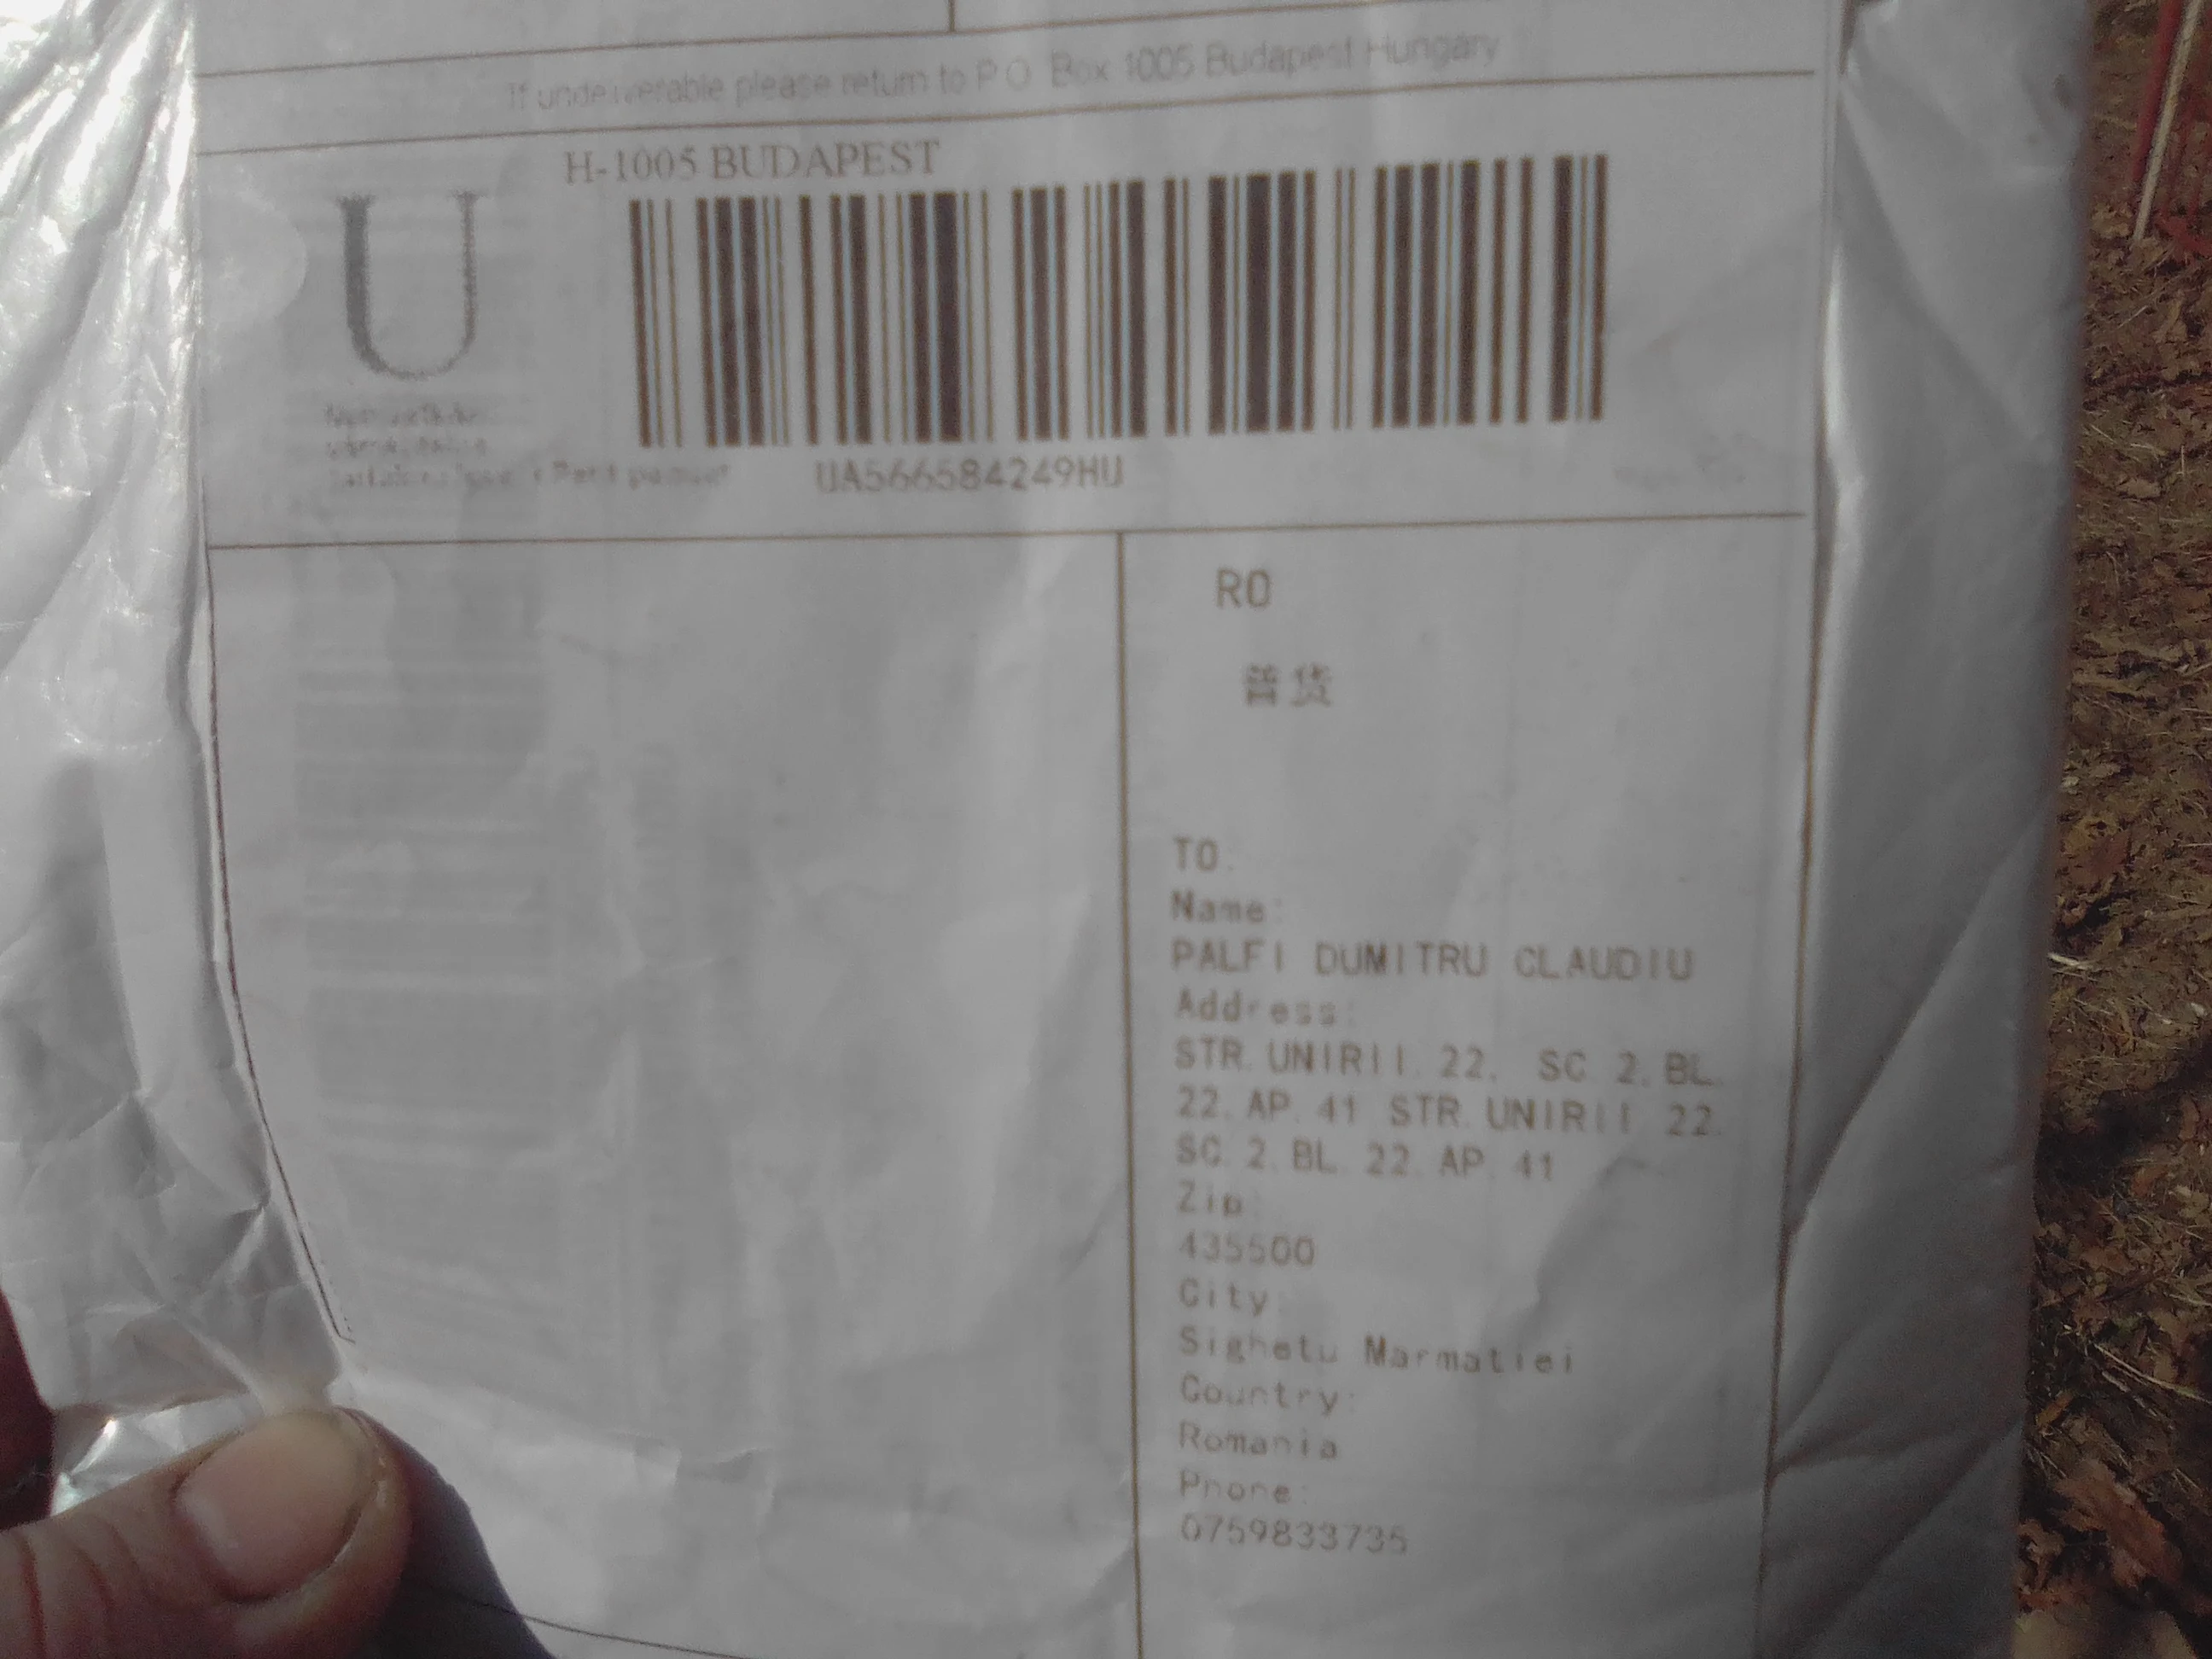 If undeliverable please return to P.O. Box 1005 Budapest Hungary
H-1005 BUDAPEST
U
UA566584249HU
RO
普货
TO:
Name:
PALFI DUMITRU CLAUDIU
Address:
STR. UNIRII. 22, SC. 2, BL.
22, AP. 41 STR. UNIRII 22,
SC. 2, BL. 22, AP. 41
Zip:
435500
City:
Sighetu Marmatiei
Country:
Romania
Phone:
0759833735